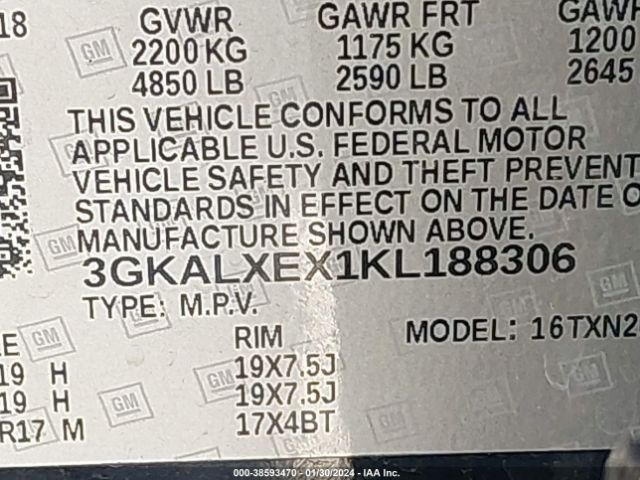 18 GVWR GAWR FRT GAWR
2200 KG 1175 KG 1200
4850 LB 2590 LB 2645
THIS VEHICLE CONFORMS TO ALL
APPLICABLE U.S. FEDERAL MOTOR
VEHICLE SAFETY AND THEFT PREVENT
STANDARDS IN EFFECT ON THE DATE O
MANUFACTURE SHOWN ABOVE.
3GKALXEX1KL188306
TYPE: M.P.V.
RIM MODEL: 16TXN2
19 H 19X7.5J
19 H 19X7.5J
R17 M 17X4BT
GM
000-38593470 - 01/30/2024 - IAA Inc.